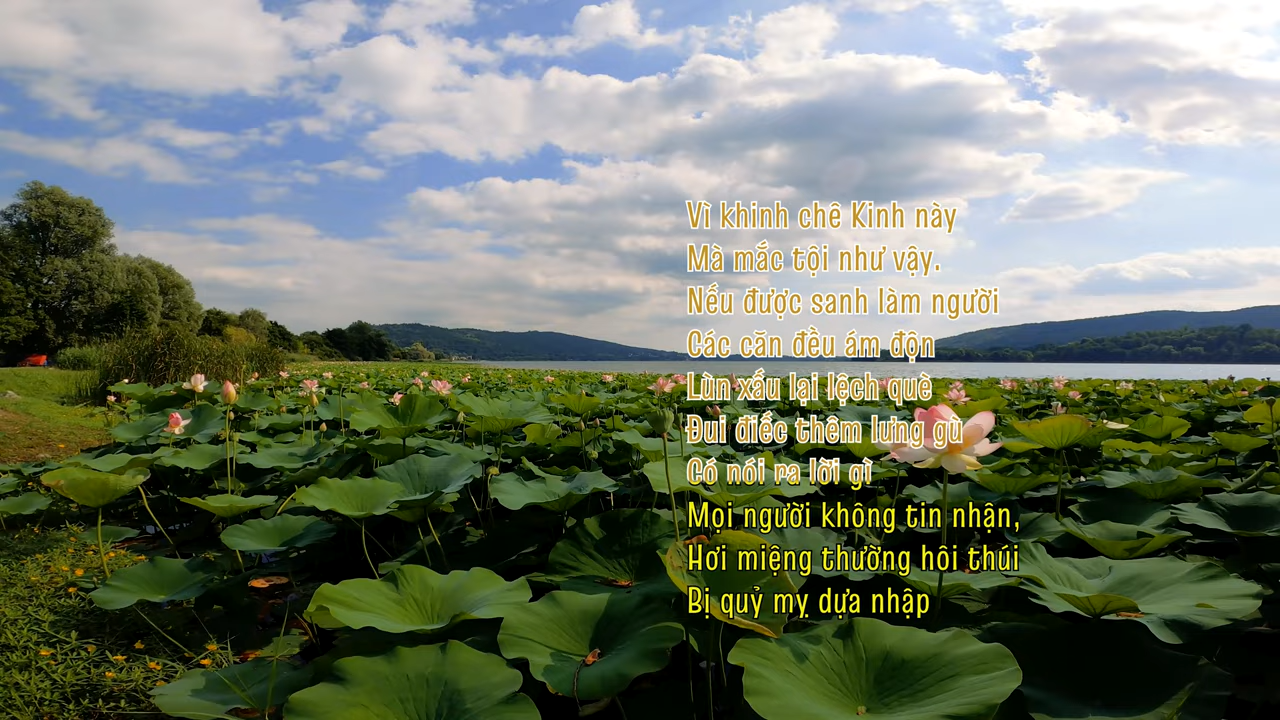 Vì khinh chê Kinh này
Mà mắc tội như vậy.
Nếu được sanh làm người
Các căn đều ám độn
Lùn xấu lại lệch què
Đui điếc thêm lưng gù
Có nói ra lời gì
Mọi người không tin nhận,
Hơi miệng thường hôi thúi
Bị quỷ mỵ dựa nhập